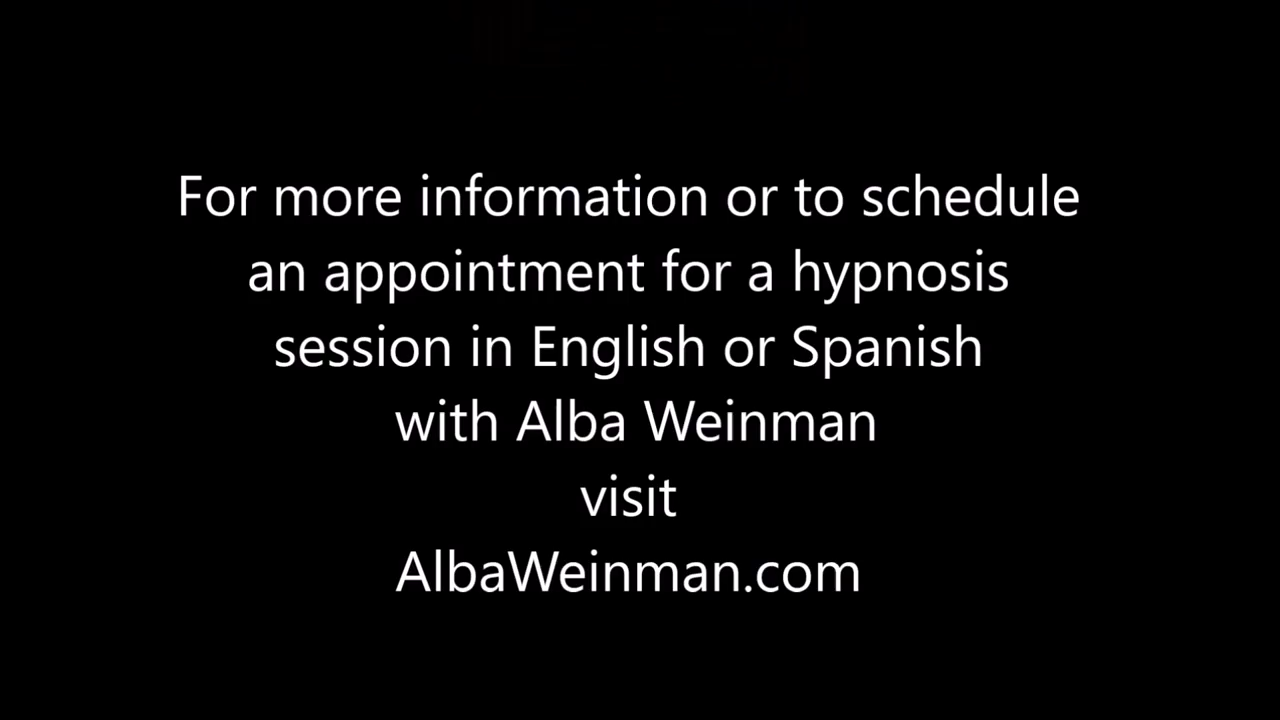 For more information or to schedule
an appointment for a hypnosis
session in English or Spanish
with Alba Weinman
visit
AlbaWeinman.com